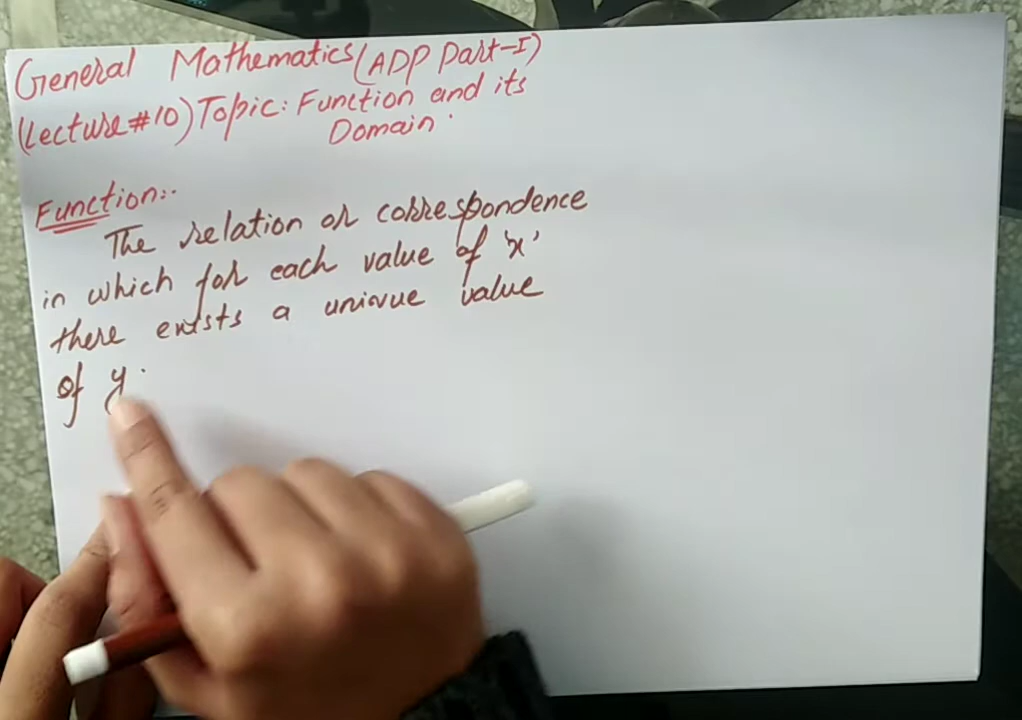 General Mathematics (ADP Part-I)
(Lecture #10) Topic: Function and its
Domain.
Function:-
The relation or correspondence
in which for each value of 'x'
there exists a unique value
of y.